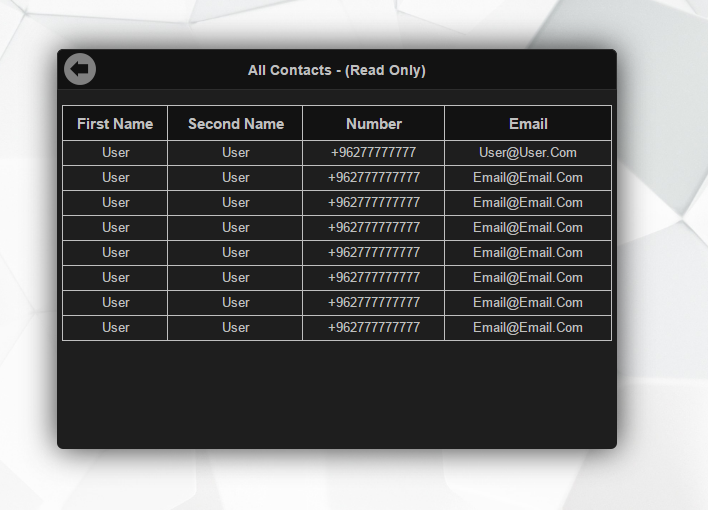 All Contacts - (Read Only)
First Name Second Name Number Email
User User +96277777777 User@User.Com
User User +962777777777 Email@Email.Com
User User +962777777777 Email@Email.Com
User User +962777777777 Email@Email.Com
User User +962777777777 Email@Email.Com
User User +962777777777 Email@Email.Com
User User +962777777777 Email@Email.Com
User User +962777777777 Email@Email.Com